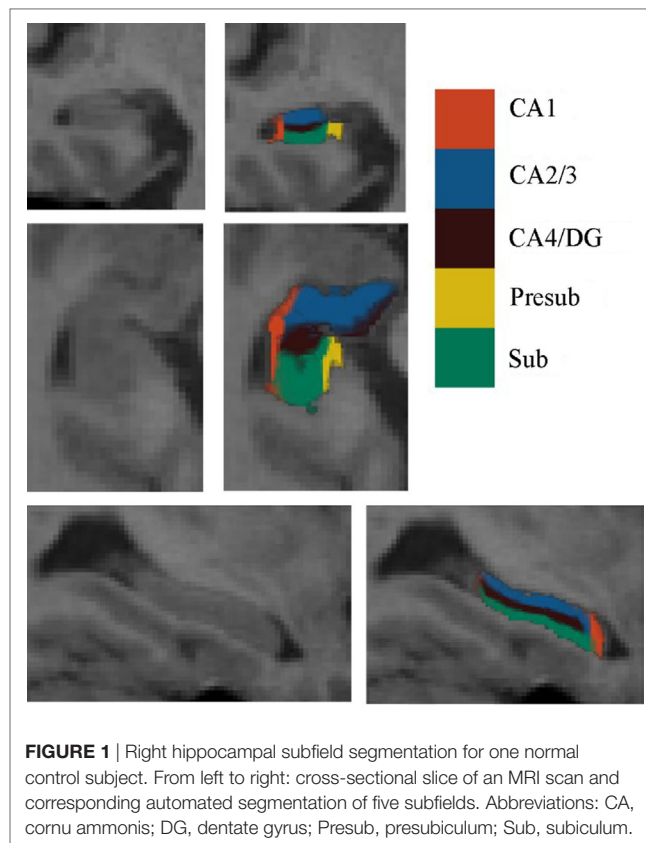 CA1
CA2/3
CA4/DG
Presub
Sub
FIGURE 1 | Right hippocampal subfield segmentation for one normal
control subject. From left to right: cross-sectional slice of an MRI scan and
corresponding automated segmentation of five subfields. Abbreviations: CA,
cornu ammonis; DG, dentate gyrus; Presub, presubiculum; Sub, subiculum.